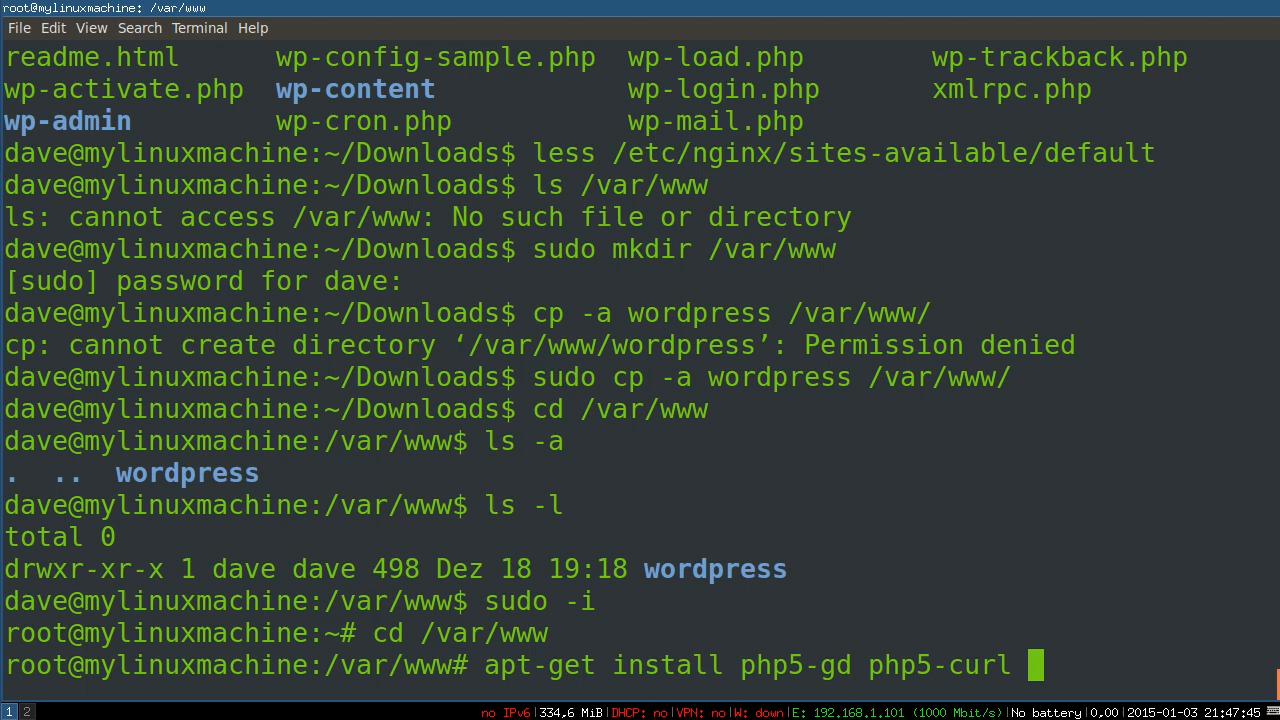 root@mylinuxmachine: /var/www
File Edit View Search Terminal Help
readme.html wp-config-sample.php wp-load.php wp-trackback.php
wp-activate.php wp-content wp-login.php xmlrpc.php
wp-admin wp-cron.php wp-mail.php
dave@mylinuxmachine:~/Downloads$ less /etc/nginx/sites-available/default
dave@mylinuxmachine:~/Downloads$ ls /var/www
ls: cannot access /var/www: No such file or directory
dave@mylinuxmachine:~/Downloads$ sudo mkdir /var/www
[sudo] password for dave:
dave@mylinuxmachine:~/Downloads$ cp -a wordpress /var/www/
cp: cannot create directory ‘/var/www/wordpress’: Permission denied
dave@mylinuxmachine:~/Downloads$ sudo cp -a wordpress /var/www/
dave@mylinuxmachine:~/Downloads$ cd /var/www
dave@mylinuxmachine:/var/www$ ls -a
. .. wordpress
dave@mylinuxmachine:/var/www$ ls -l
total 0
drwxr-xr-x 1 dave dave 498 Dez 18 19:18 wordpress
dave@mylinuxmachine:/var/www$ sudo -i
root@mylinuxmachine:~# cd /var/www
root@mylinuxmachine:/var/www# apt-get install php5-gd php5-curl
1 2 no IPv6|334,6 MiB|DHCP: no|VPN: no|W: down|E: 192.168.1.101 (1000 Mbit/s)|No battery|0,00|2015-01-03 21:47:45